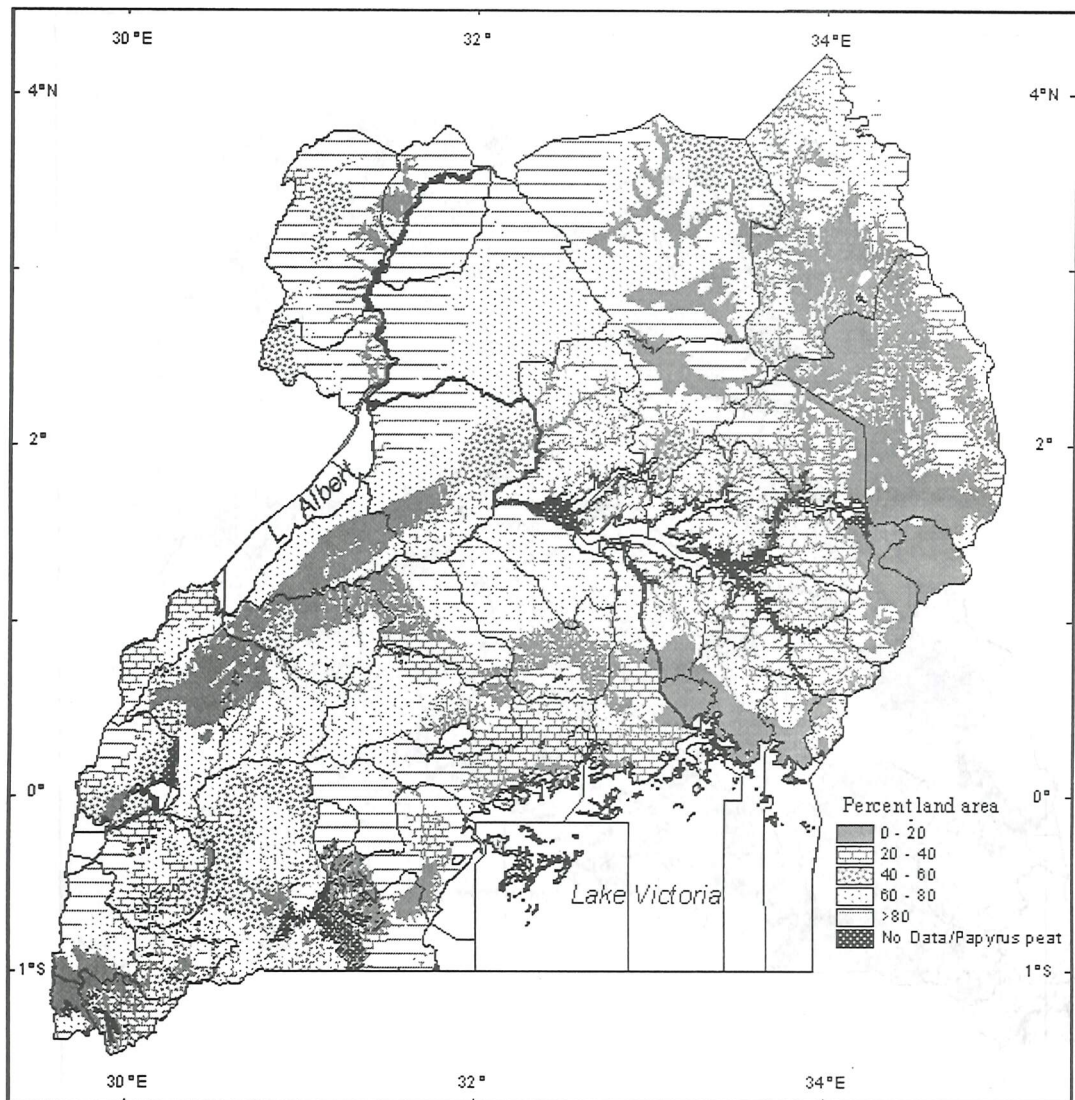 30°E 32° 34°E
4°N 4°N
2° 2°
L. Albert
0° 0°
Percent land area
0 - 20
20 - 40
40 - 60
60 - 80
>80
No Data/Papyrus peat
Lake Victoria
1°S 1°S
30°E 32° 34°E